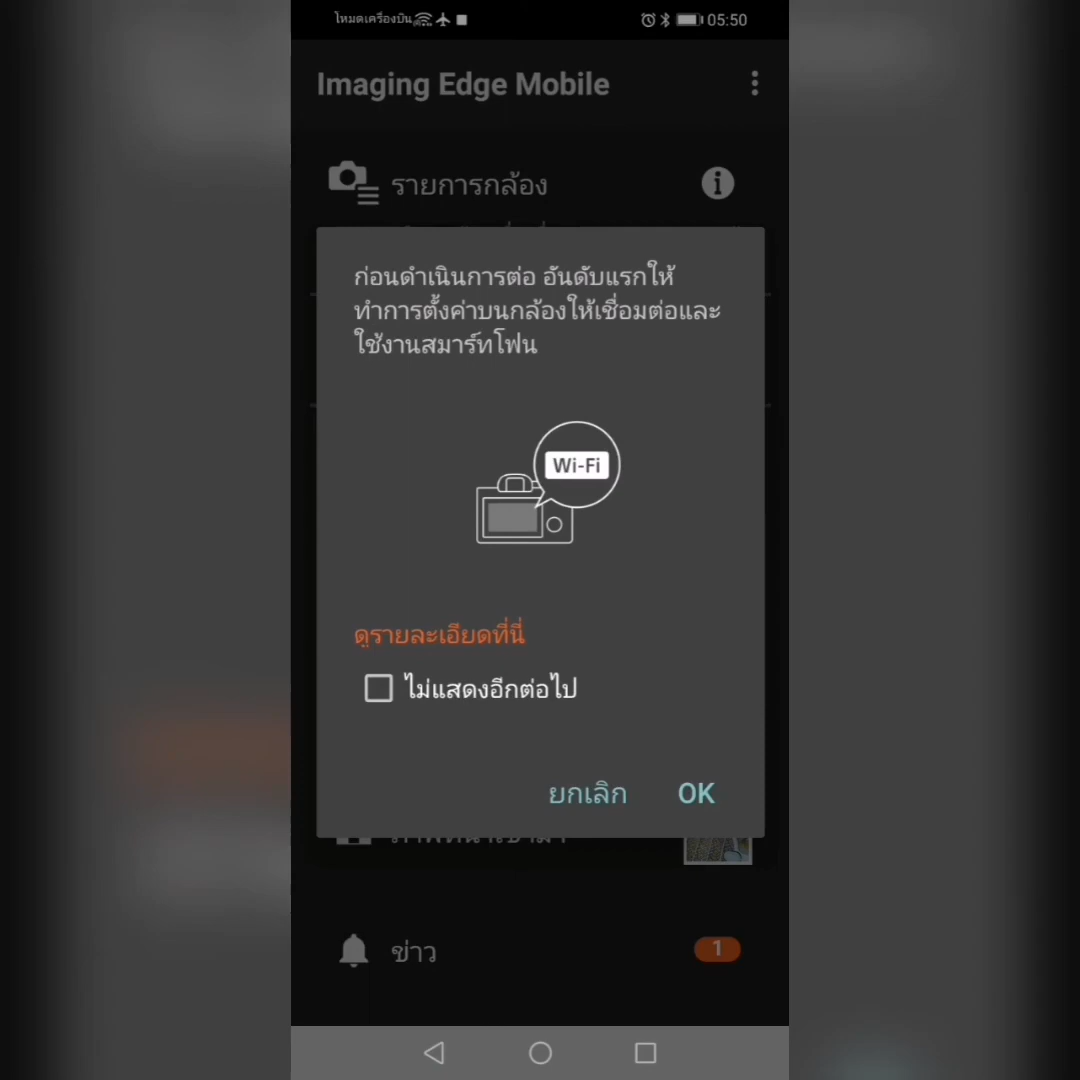 โหมดเครื่องบิน
05:50
Imaging Edge Mobile
รายการกล้อง
ก่อนดำเนินการต่อ อันดับแรกให้
ทำการตั้งค่าบนกล้องให้เชื่อมต่อและ
ใช้งานสมาร์ทโฟน
Wi-Fi
ดูรายละเอียดที่นี่
ไม่แสดงอีกต่อไป
ยกเลิก OK
ข่าว 1